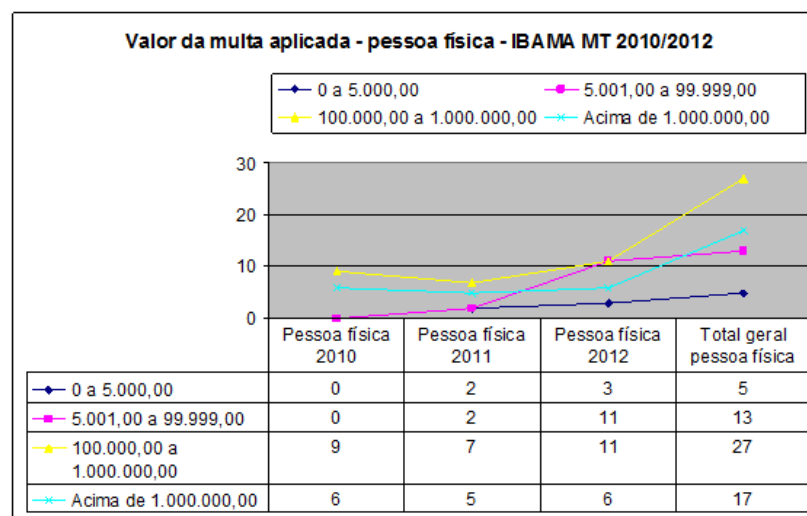 Valor da multa aplicada - pessoa física - IBAMA MT 2010/2012
0 a 5.000,00 5.001,00 a 99.999,00
100.000,00 a 1.000.000,00 Acima de 1.000.000,00
30
20
10
0
Pessoa física Pessoa física Pessoa física Total geral
2010 2011 2012 pessoa física
0 a 5.000,00 0 2 3 5
5.001,00 a 99.999,00 0 2 11 13
100.000,00 a 9 7 11 27
1.000.000,00
Acima de 1.000.000,00 6 5 6 17